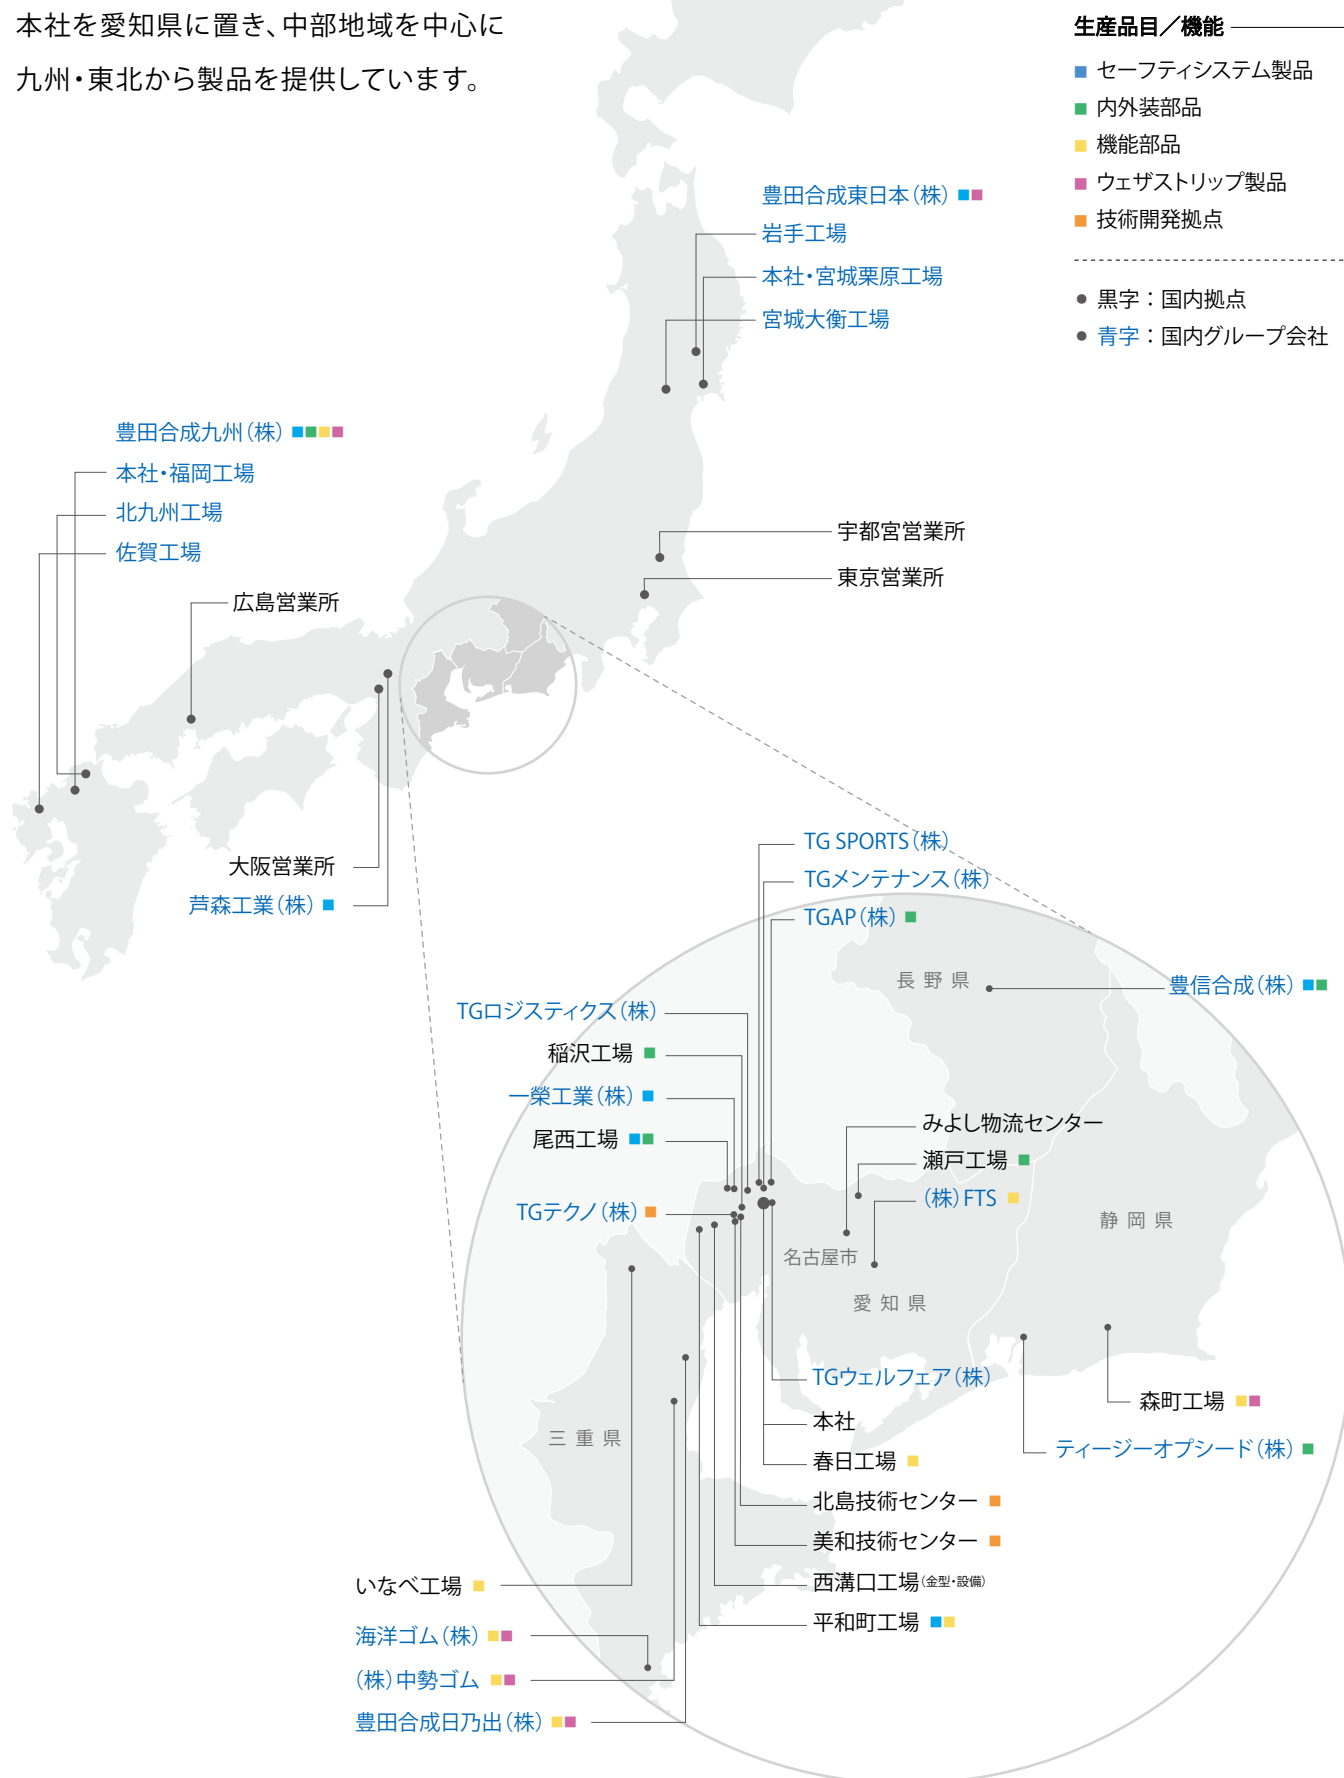 本社を愛知県に置き、中部地域を中心に
九州・東北から製品を提供しています。
生産品目／機能
セーフティシステム製品
内外装部品
機能部品
ウェザストリップ製品
技術開発拠点
黒字：国内拠点
青字：国内グループ会社
豊田合成東日本（株）
岩手工場
本社・宮城栗原工場
宮城大衡工場
豊田合成九州（株）
本社・福岡工場
北九州工場
佐賀工場
宇都宮営業所
東京営業所
広島営業所
大阪営業所
芦森工業（株）
TG SPORTS（株）
TGメンテナンス（株）
TGAP（株）
長野県
豊信合成（株）
TGロジスティクス（株）
稲沢工場
一榮工業（株）
尾西工場
TGテクノ（株）
みよし物流センター
瀬戸工場
（株）FTS
静岡県
名古屋市
愛知県
TGウェルフェア（株）
本社
春日工場
北島技術センター
美和技術センター
西溝口工場（金型・設備）
平和町工場
森町工場
ティージーオプシード（株）
三重県
いなべ工場
海洋ゴム（株）
（株）中勢ゴム
豊田合成日乃出（株）